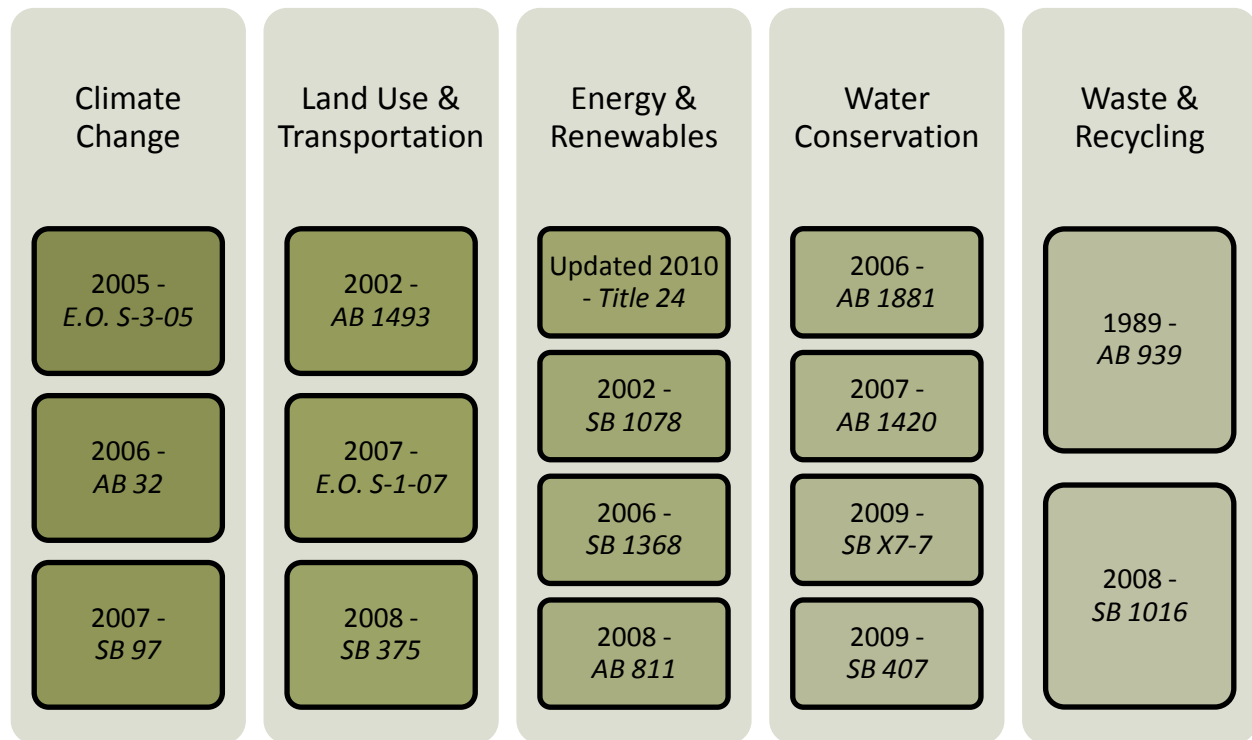 Climate
Change
2005 -
E.O. S-3-05
2006 -
AB 32
2007 -
SB 97
Land Use &
Transportation
2002 -
AB 1493
2007 -
E.O. S-1-07
2008 -
SB 375
Energy &
Renewables
Updated 2010
- Title 24
2002 -
SB 1078
2006 -
SB 1368
2008 -
AB 811
Water
Conservation
2006 -
AB 1881
2007 -
AB 1420
2009 -
SB X7-7
2009 -
SB 407
Waste &
Recycling
1989 -
AB 939
2008 -
SB 1016